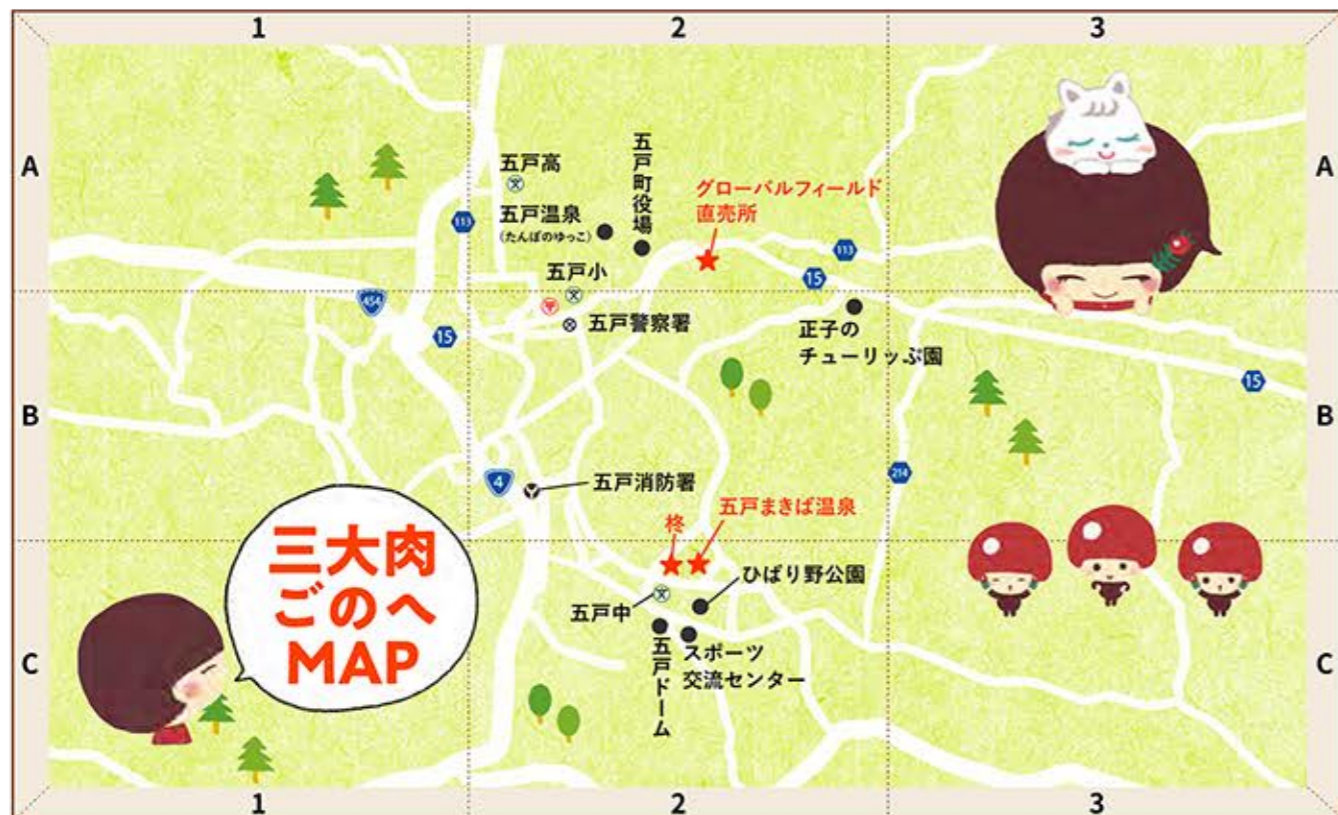 1
2
3
A
A
五戸高
五戸町役場
グローバルフィールド
直売所
五戸温泉
(たんぽのゆっこ)
113
113
五戸小
15
454
〒
五戸警察署
正子の
チューリップ園
15
15
B
B
214
4
五戸消防署
柊
五戸まきば温泉
三大肉
ごのへ
MAP
ひばり野公園
五戸中
スポーツ
交流センター
五戸ドーム
C
C
1
2
3